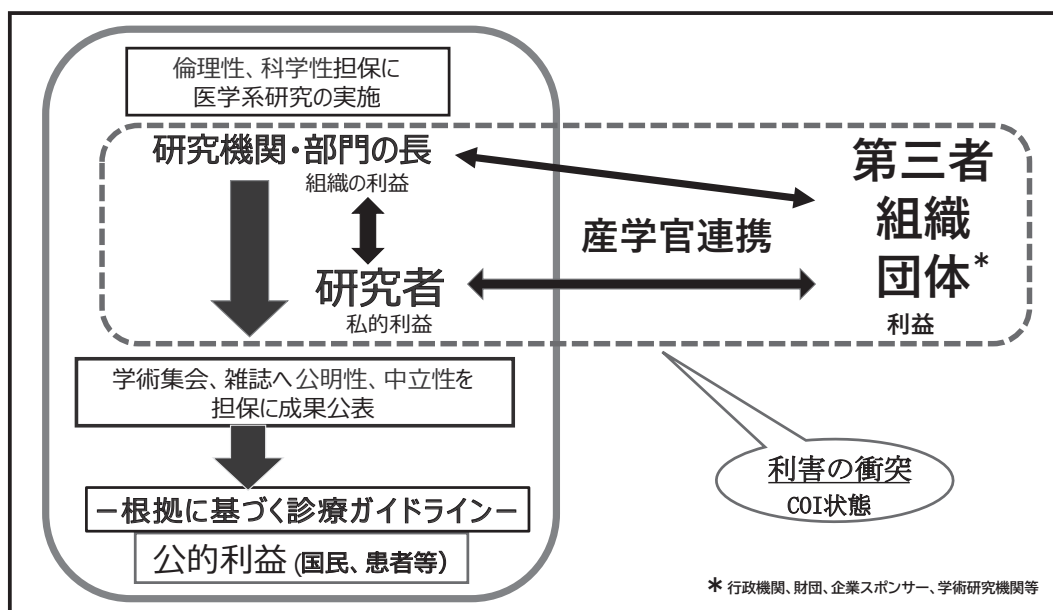 倫理性、科学性担保に
医学系研究の実施
研究機関・部門の長
組織の利益
研究者
私的利益
産学官連携
第三者
組織
団体*
利益
学術集会、雑誌へ公明性、中立性を
担保に成果公表
利害の衝突
COI状態
－根拠に基づく診療ガイドライン－
公的利益 (国民、患者等)
* 行政機関、財団、企業スポンサー、学術研究機関等